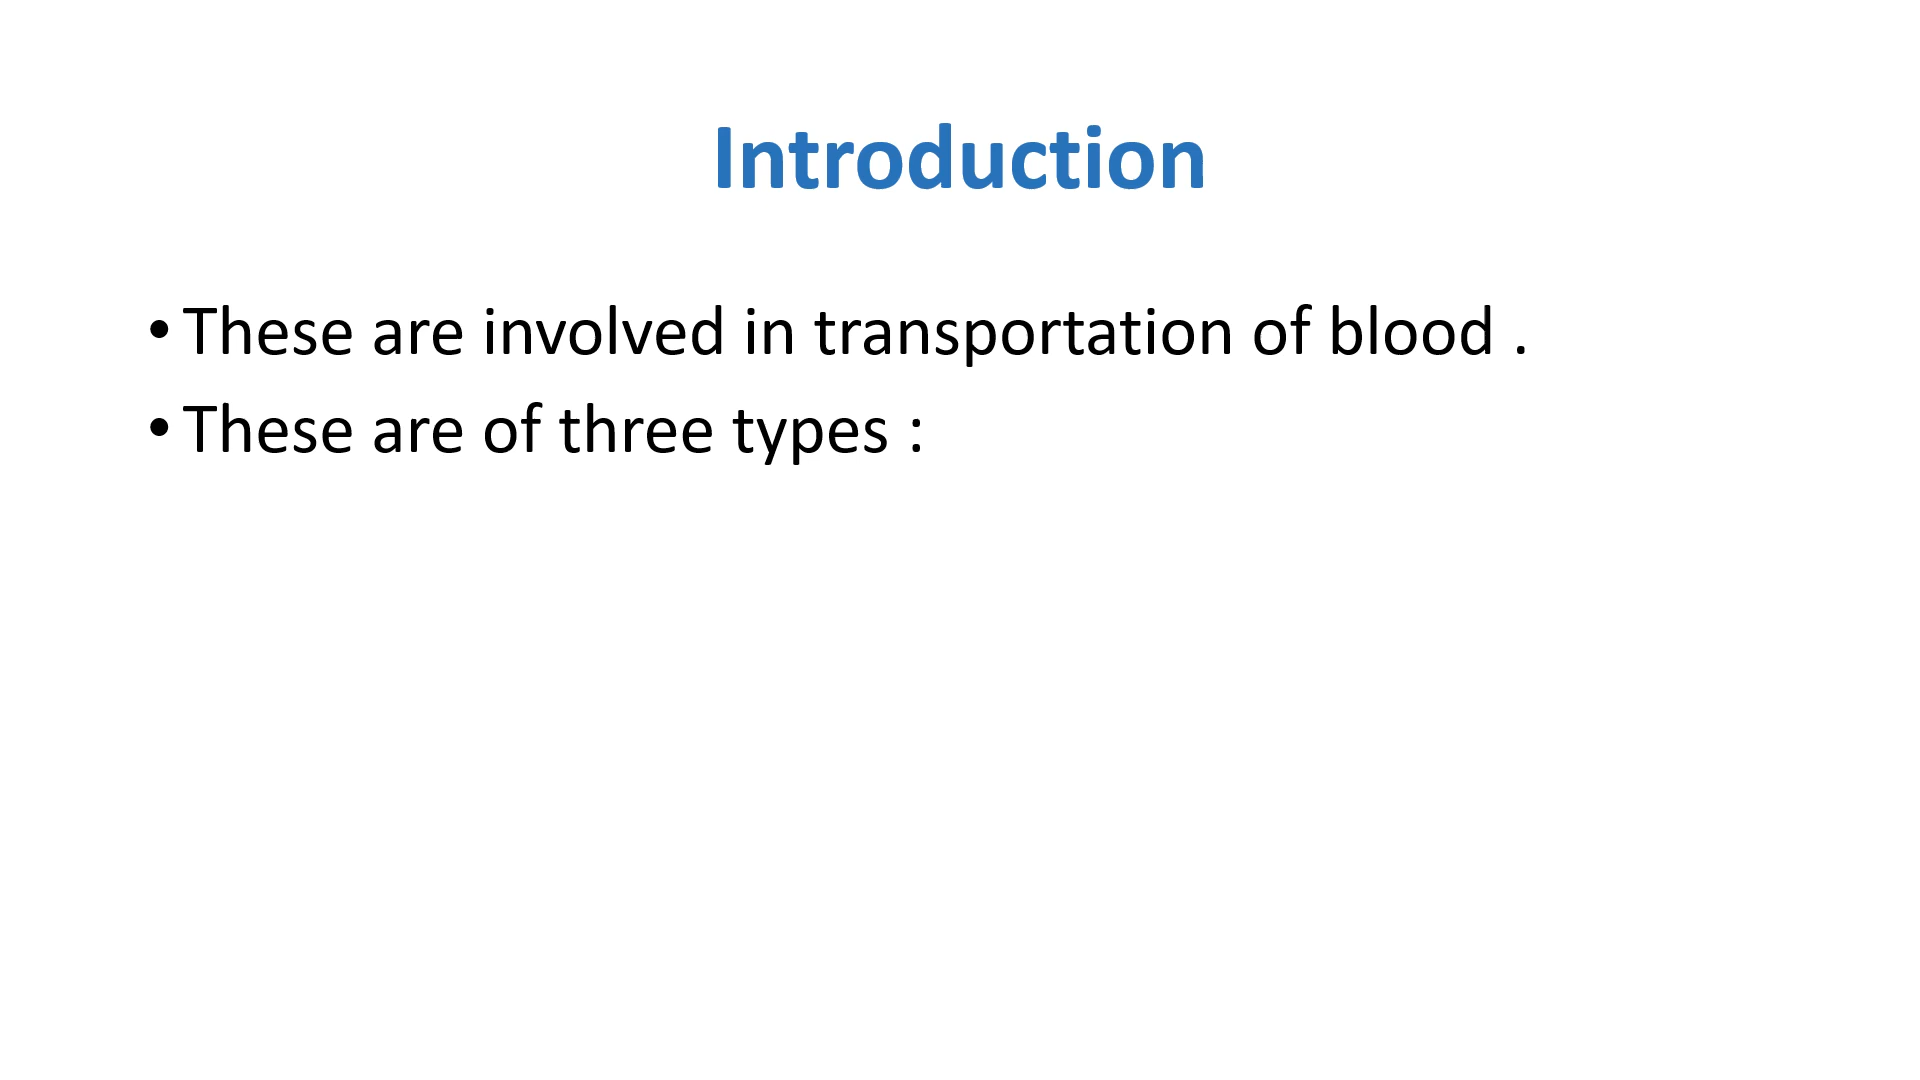 Introduction
• These are involved in transportation of blood .
• These are of three types :